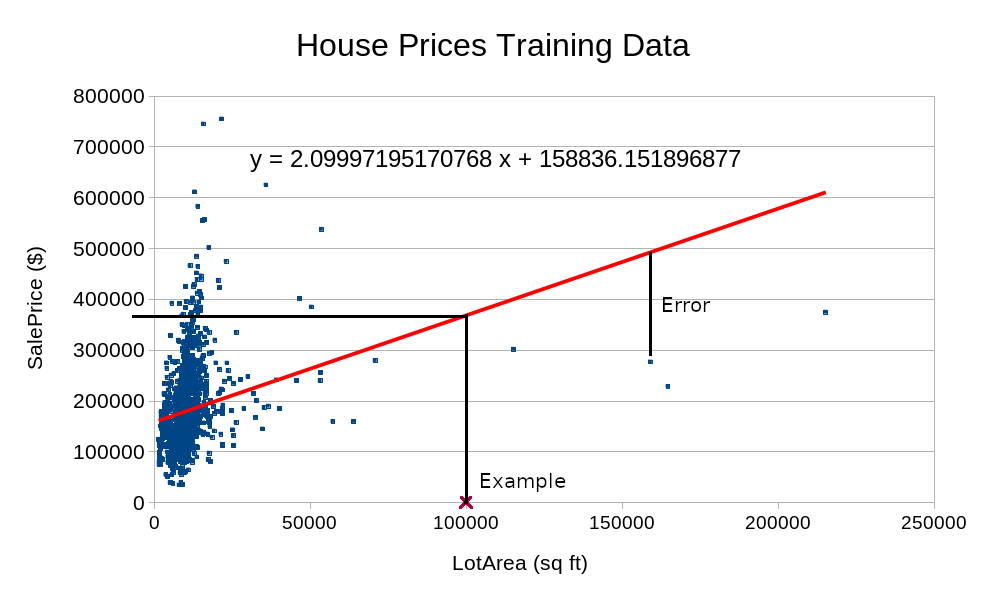 House Prices Training Data
800000
700000
y = 2.09997195170768 x + 158836.151896877
600000
500000
400000
300000
200000
100000
0
SalePrice ($)
Error
Example
0 50000 100000 150000 200000 250000
LotArea (sq ft)